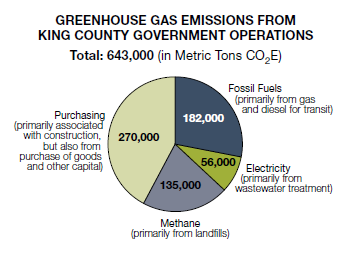 GREENHOUSE GAS EMISSIONS FROM
KING COUNTY GOVERNMENT OPERATIONS
Total: 643,000 (in Metric Tons CO₂E)
Fossil Fuels
(primarily from gas
and diesel for transit)
182,000
Purchasing
(primarily associated
with construction,
but also from
purchase of goods
and other capital)
270,000
56,000
Electricity
(primarily from
wastewater treatment)
135,000
Methane
(primarily from landfills)